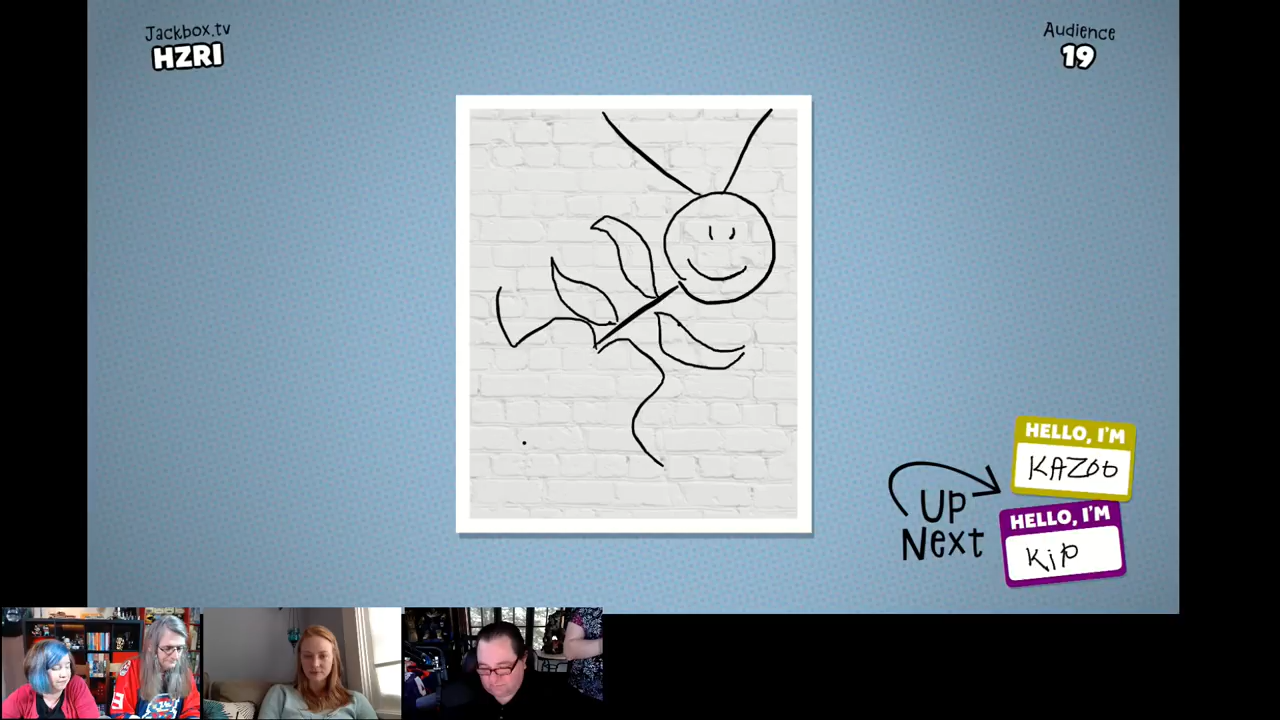 Jackbox.tv
HZRI
Audience
19
HELLO, I'M
KAZOO
UP
Next
HELLO, I'M
Kip